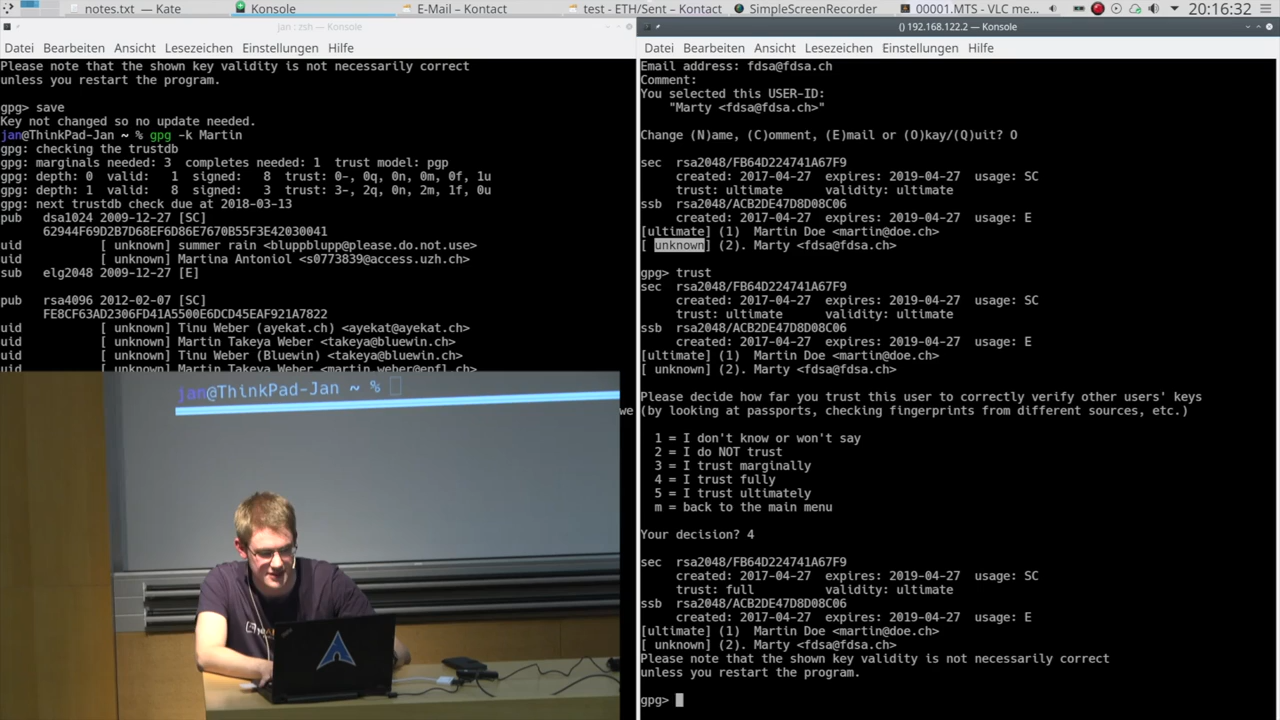 notes.txt — Kate
Konsole
E-Mail – Kontact
test - ETH/Sent – Kontact
SimpleScreenRecorder
00001.MTS - VLC me...
20:16:32
jan : zsh — Konsole
Datei Bearbeiten Ansicht Lesezeichen Einstellungen Hilfe
Please note that the shown key validity is not necessarily correct
unless you restart the program.
gpg> save
Key not changed so no update needed.
jan@ThinkPad-Jan ~ % gpg -k Martin
gpg: checking the trustdb
gpg: marginals needed: 3  completes needed: 1  trust model: pgp
gpg: depth: 0  valid:   1  signed:   8  trust: 0-, 0q, 0n, 0m, 0f, 1u
gpg: depth: 1  valid:   8  signed:   3  trust: 3-, 2q, 0n, 2m, 1f, 0u
gpg: next trustdb check due at 2018-03-13
pub   dsa1024 2009-12-27 [SC]
62944F69D2B7D68EF6D86E7670B55F3E42030041
uid           [ unknown] summer rain <bluppblupp@please.do.not.use>
uid           [ unknown] Martina Antoniol <s0773839@access.uzh.ch>
sub   elg2048 2009-12-27 [E]
pub   rsa4096 2012-02-07 [SC]
FE8CF63AD2306FD41A5500E6DCD45EAF921A7822
uid           [ unknown] Tinu Weber (ayekat.ch) <ayekat@ayekat.ch>
uid           [ unknown] Martin Takeya Weber <takeya@bluewin.ch>
uid           [ unknown] Tinu Weber (Bluewin) <takeya@bluewin.ch>
uid           [ unknown] Martin Takeya Weber <martin.weber@epfl.ch>
jan@ThinkPad-Jan ~ %
we
() 192.168.122.2 — Konsole
Datei Bearbeiten Ansicht Lesezeichen Einstellungen Hilfe
Email address: fdsa@fdsa.ch
Comment:
You selected this USER-ID:
"Marty <fdsa@fdsa.ch>"
Change (N)ame, (C)omment, (E)mail or (O)kay/(Q)uit? O
sec  rsa2048/FB64D224741A67F9
created: 2017-04-27  expires: 2019-04-27  usage: SC
trust: ultimate      validity: ultimate
ssb  rsa2048/ACB2DE47D8D08C06
created: 2017-04-27  expires: 2019-04-27  usage: E
[ultimate] (1)  Martin Doe <martin@doe.ch>
[ unknown] (2). Marty <fdsa@fdsa.ch>
gpg> trust
sec  rsa2048/FB64D224741A67F9
created: 2017-04-27  expires: 2019-04-27  usage: SC
trust: ultimate      validity: ultimate
ssb  rsa2048/ACB2DE47D8D08C06
created: 2017-04-27  expires: 2019-04-27  usage: E
[ultimate] (1)  Martin Doe <martin@doe.ch>
[ unknown] (2). Marty <fdsa@fdsa.ch>
Please decide how far you trust this user to correctly verify other users' keys
(by looking at passports, checking fingerprints from different sources, etc.)
1 = I don't know or won't say
2 = I do NOT trust
3 = I trust marginally
4 = I trust fully
5 = I trust ultimately
m = back to the main menu
Your decision? 4
sec  rsa2048/FB64D224741A67F9
created: 2017-04-27  expires: 2019-04-27  usage: SC
trust: full          validity: ultimate
ssb  rsa2048/ACB2DE47D8D08C06
created: 2017-04-27  expires: 2019-04-27  usage: E
[ultimate] (1)  Martin Doe <martin@doe.ch>
[ unknown] (2). Marty <fdsa@fdsa.ch>
Please note that the shown key validity is not necessarily correct
unless you restart the program.
gpg>